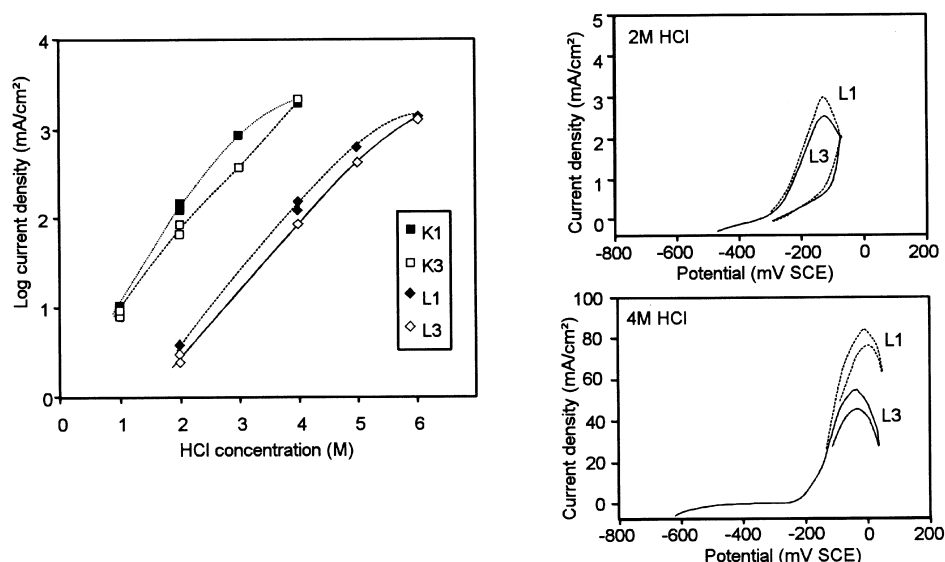 Log current density (mA/cm²)
4
3
2
1
0
0 1 2 3 4 5 6
HCl concentration (M)
K1
K3
L1
L3
2M HCl
Current density (mA/cm²)
5
4
3
2
1
0
L1
L3
-800 -600 -400 -200 0 200
Potential (mV SCE)
4M HCl
Current density (mA/cm²)
100
80
60
40
20
0
L1
L3
-800 -600 -400 -200 0 200
Potential (mV SCE)